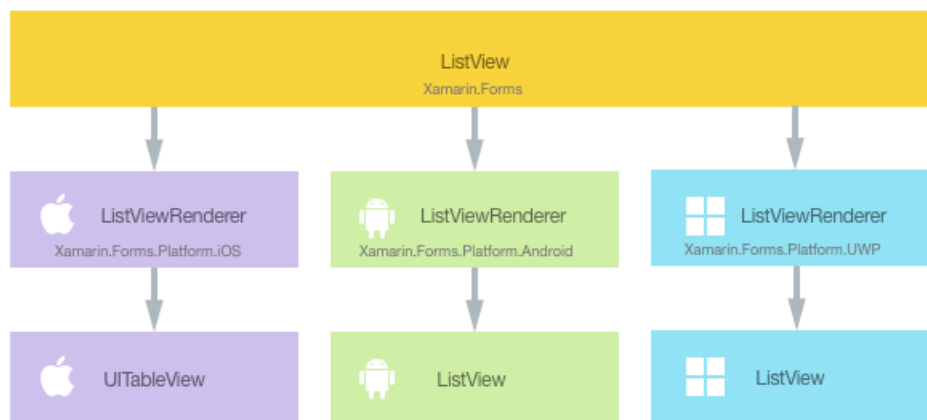 ListView
Xamarin.Forms
ListViewRenderer
Xamarin.Forms.Platform.iOS
ListViewRenderer
Xamarin.Forms.Platform.Android
ListViewRenderer
Xamarin.Forms.Platform.UWP
UITableView
ListView
ListView